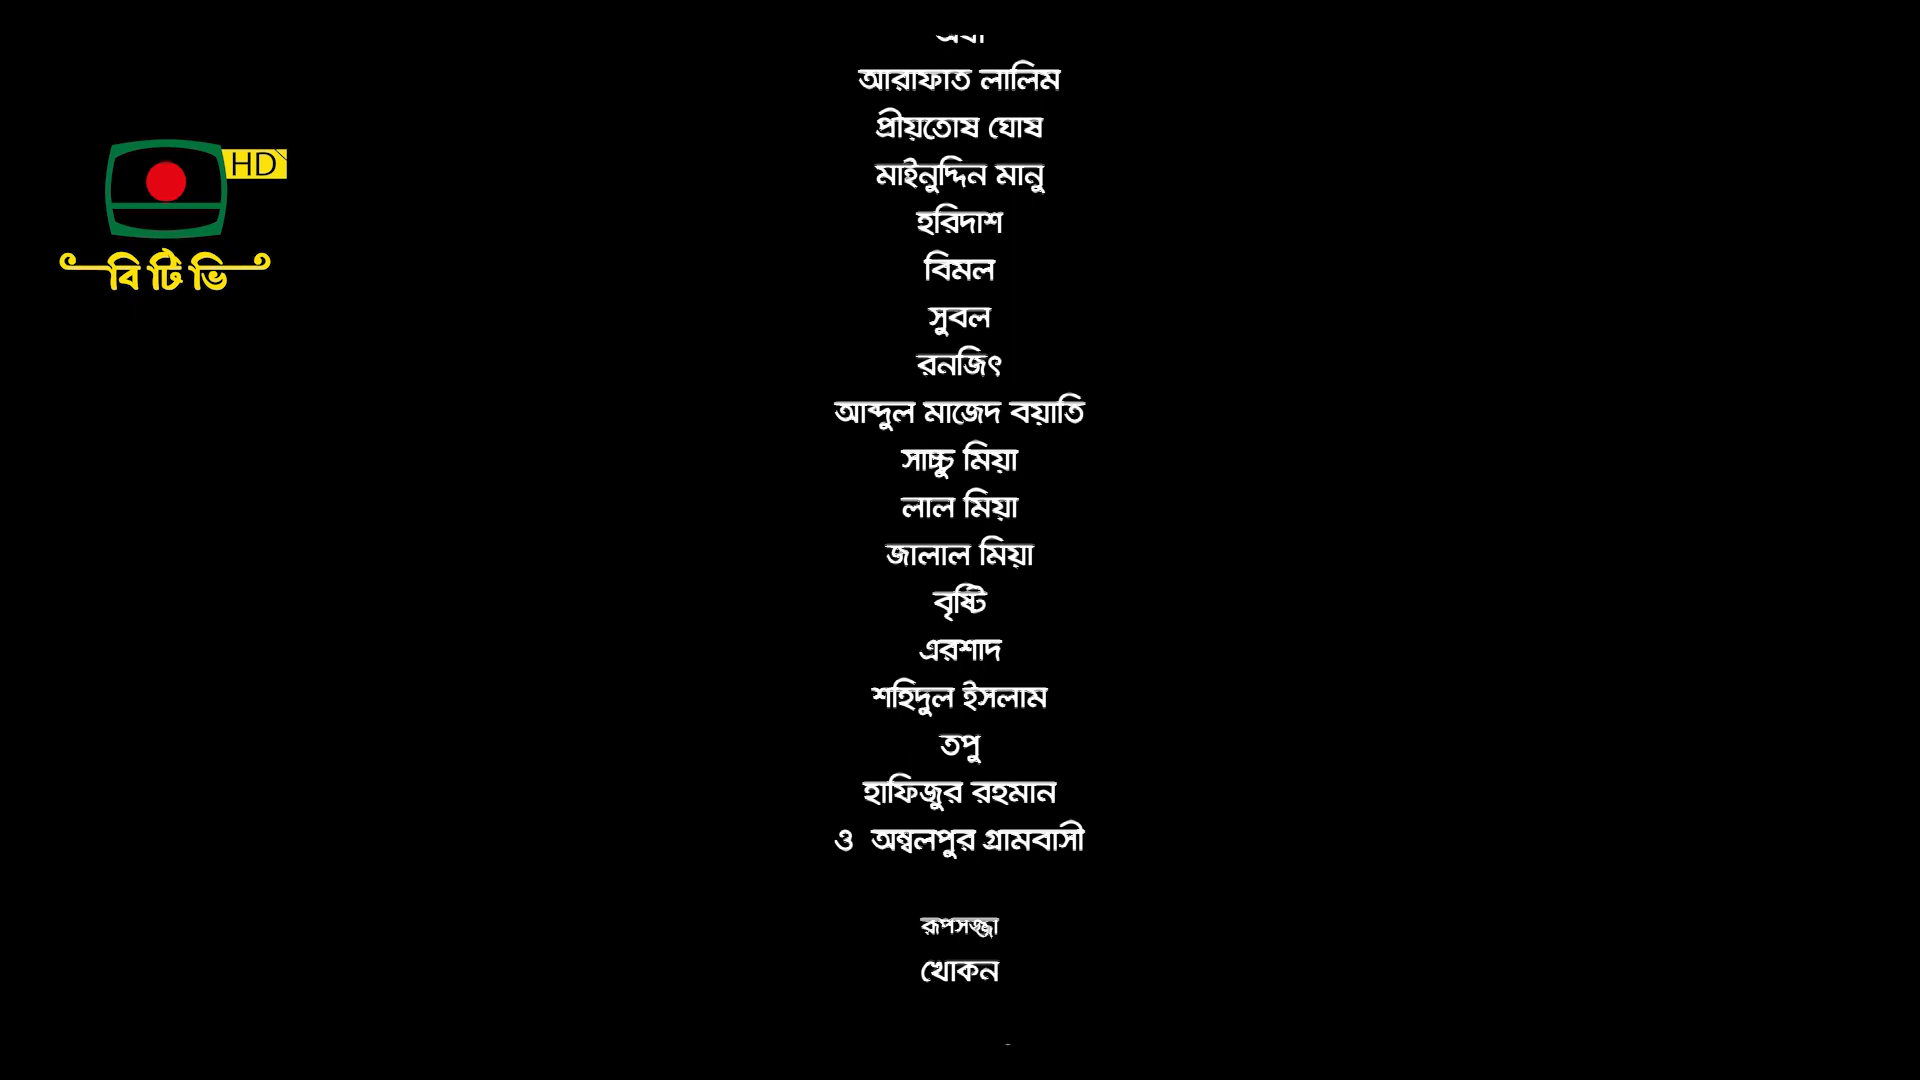 আরাফাত লালিম
প্রীয়তোষ ঘোষ
মাইনুদ্দিন মানু
HD
হরিদাশ
বি টি ভি
বিমল
সুবল
রনজিৎ
আব্দুল মাজেদ বয়াতি
সাচ্চু মিয়া
লাল মিয়া
জালাল মিয়া
বৃষ্টি
এরশাদ
শহিদুল ইসলাম
তপু
হাফিজুর রহমান
ও অম্বলপুর গ্রামবাসী
রূপসজ্জা
খোকন